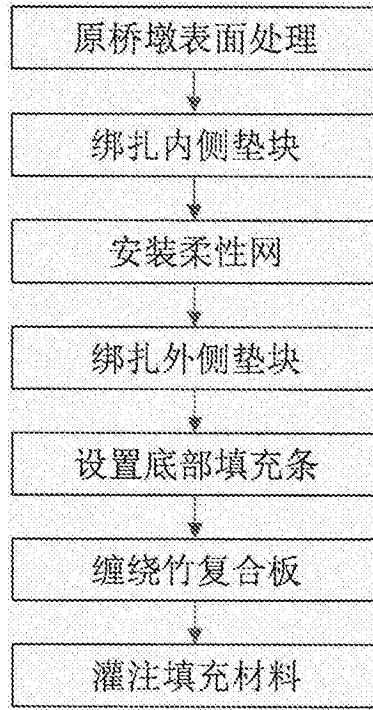 原桥墩表面处理
绑扎内侧垫块
安装柔性网
绑扎外侧垫块
设置底部填充条
缠绕竹复合板
灌注填充材料